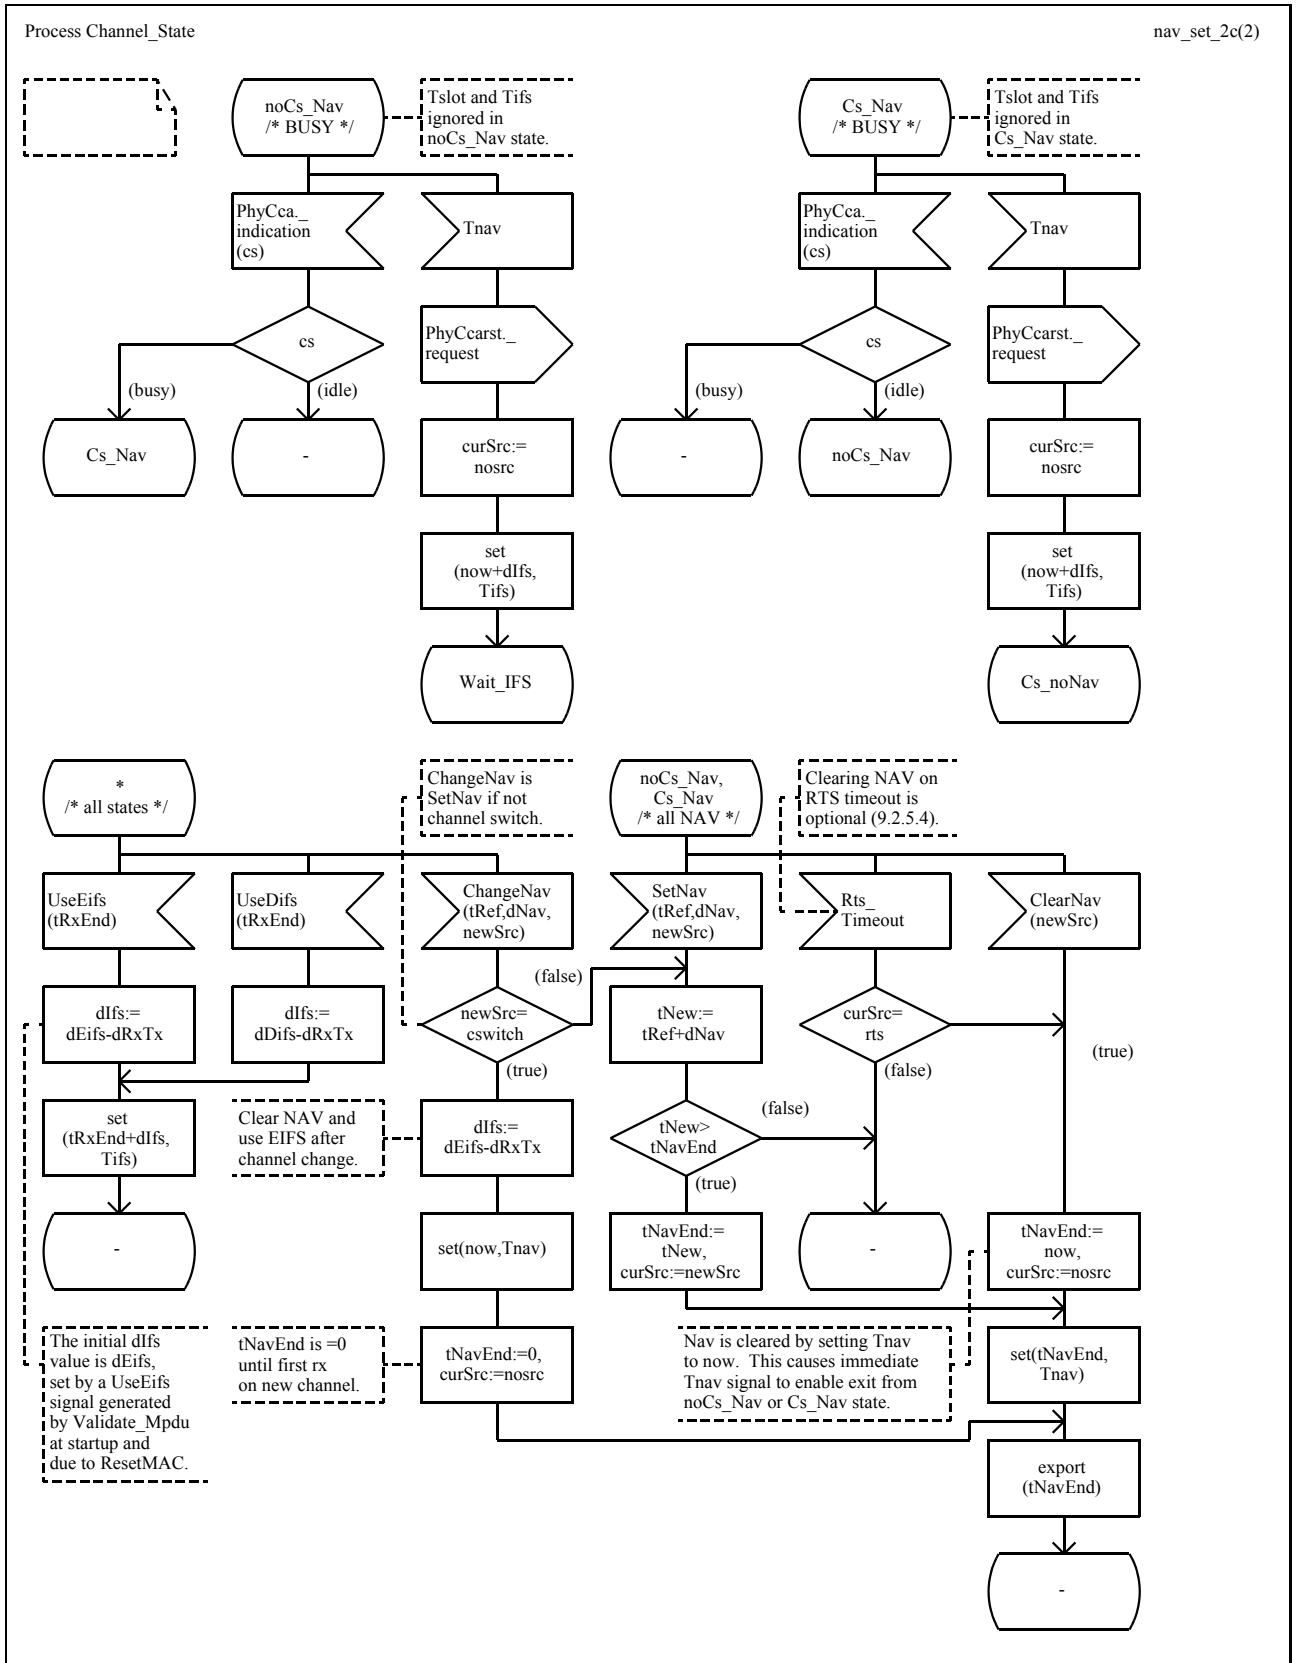 Process Channel_State
nav_set_2c(2)
noCs_Nav
/* BUSY */
Tslot and Tifs
ignored in
noCs_Nav state.
Cs_Nav
/* BUSY */
Tslot and Tifs
ignored in
Cs_Nav state.
PhyCca._
indication
(cs)
Tnav
PhyCca._
indication
(cs)
Tnav
cs
PhyCcarst._
request
cs
PhyCcarst._
request
(busy)
(idle)
(busy)
(idle)
Cs_Nav
-
curSrc:=
nosrc
-
noCs_Nav
curSrc:=
nosrc
set
(now+dIfs,
Tifs)
set
(now+dIfs,
Tifs)
Wait_IFS
Cs_noNav
*
/* all states */
ChangeNav is
SetNav if not
channel switch.
noCs_Nav,
Cs_Nav
/* all NAV */
Clearing NAV on
RTS timeout is
optional (9.2.5.4).
UseEifs
(tRxEnd)
UseDifs
(tRxEnd)
ChangeNav
(tRef,dNav,
newSrc)
SetNav
(tRef,dNav,
newSrc)
Rts_
Timeout
ClearNav
(newSrc)
(false)
dIfs:=
dEifs-dRxTx
dIfs:=
dDifs-dRxTx
newSrc=
cswitch
tNew:=
tRef+dNav
curSrc=
rts
(true)
(true)
(false)
set
(tRxEnd+dIfs,
Tifs)
Clear NAV and
use EIFS after
channel change.
dIfs:=
dEifs-dRxTx
(false)
tNew>
tNavEnd
(true)
-
set(now,Tnav)
tNavEnd:=
tNew,
curSrc:=newSrc
-
tNavEnd:=
now,
curSrc:=nosrc
The initial dIfs
value is dEifs,
set by a UseEifs
signal generated
by Validate_Mpdu
at startup and
due to ResetMAC.
tNavEnd is =0
until first rx
on new channel.
tNavEnd:=0,
curSrc:=nosrc
Nav is cleared by setting Tnav
to now.  This causes immediate
Tnav signal to enable exit from
noCs_Nav or Cs_Nav state.
set(tNavEnd,
Tnav)
export
(tNavEnd)
-